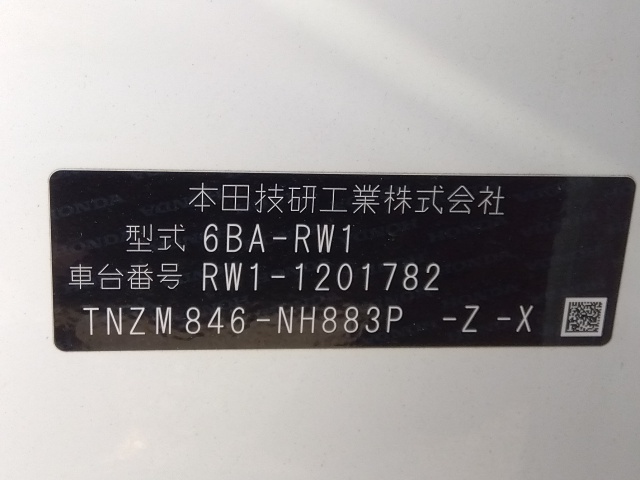 本田技研工業株式会社
型式 6BA-RW1
車台番号 RW1-1201782
TNZM846-NH883P -Z-X